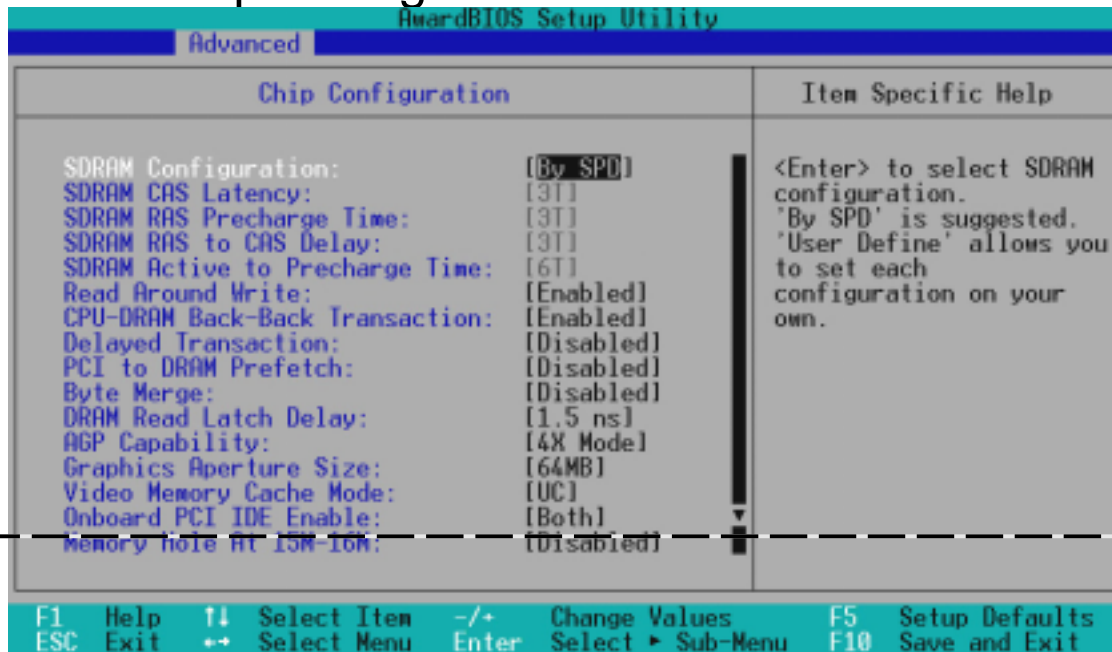 AwardBIOS Setup Utility
Advanced
Chip Configuration
Item Specific Help
SDRAM Configuration: [By SPD]
SDRAM CAS Latency: [3T]
SDRAM RAS Precharge Time: [3T]
SDRAM RAS to CAS Delay: [3T]
SDRAM Active to Precharge Time: [6T]
Read Around Write: [Enabled]
CPU-DRAM Back-Back Transaction: [Enabled]
Delayed Transaction: [Disabled]
PCI to DRAM Prefetch: [Disabled]
Byte Merge: [Disabled]
DRAM Read Latch Delay: [1.5 ns]
AGP Capability: [4X Mode]
Graphics Aperture Size: [64MB]
Video Memory Cache Mode: [UC]
Onboard PCI IDE Enable: [Both]
Memory Hole At 15M-16M: [Disabled]
<Enter> to select SDRAM
configuration.
'By SPD' is suggested.
'User Define' allows you
to set each
configuration on your
own.
F1 Help ↑↓ Select Item -/+ Change Values F5 Setup Defaults
ESC Exit ←→ Select Menu Enter Select ► Sub-Menu F10 Save and Exit